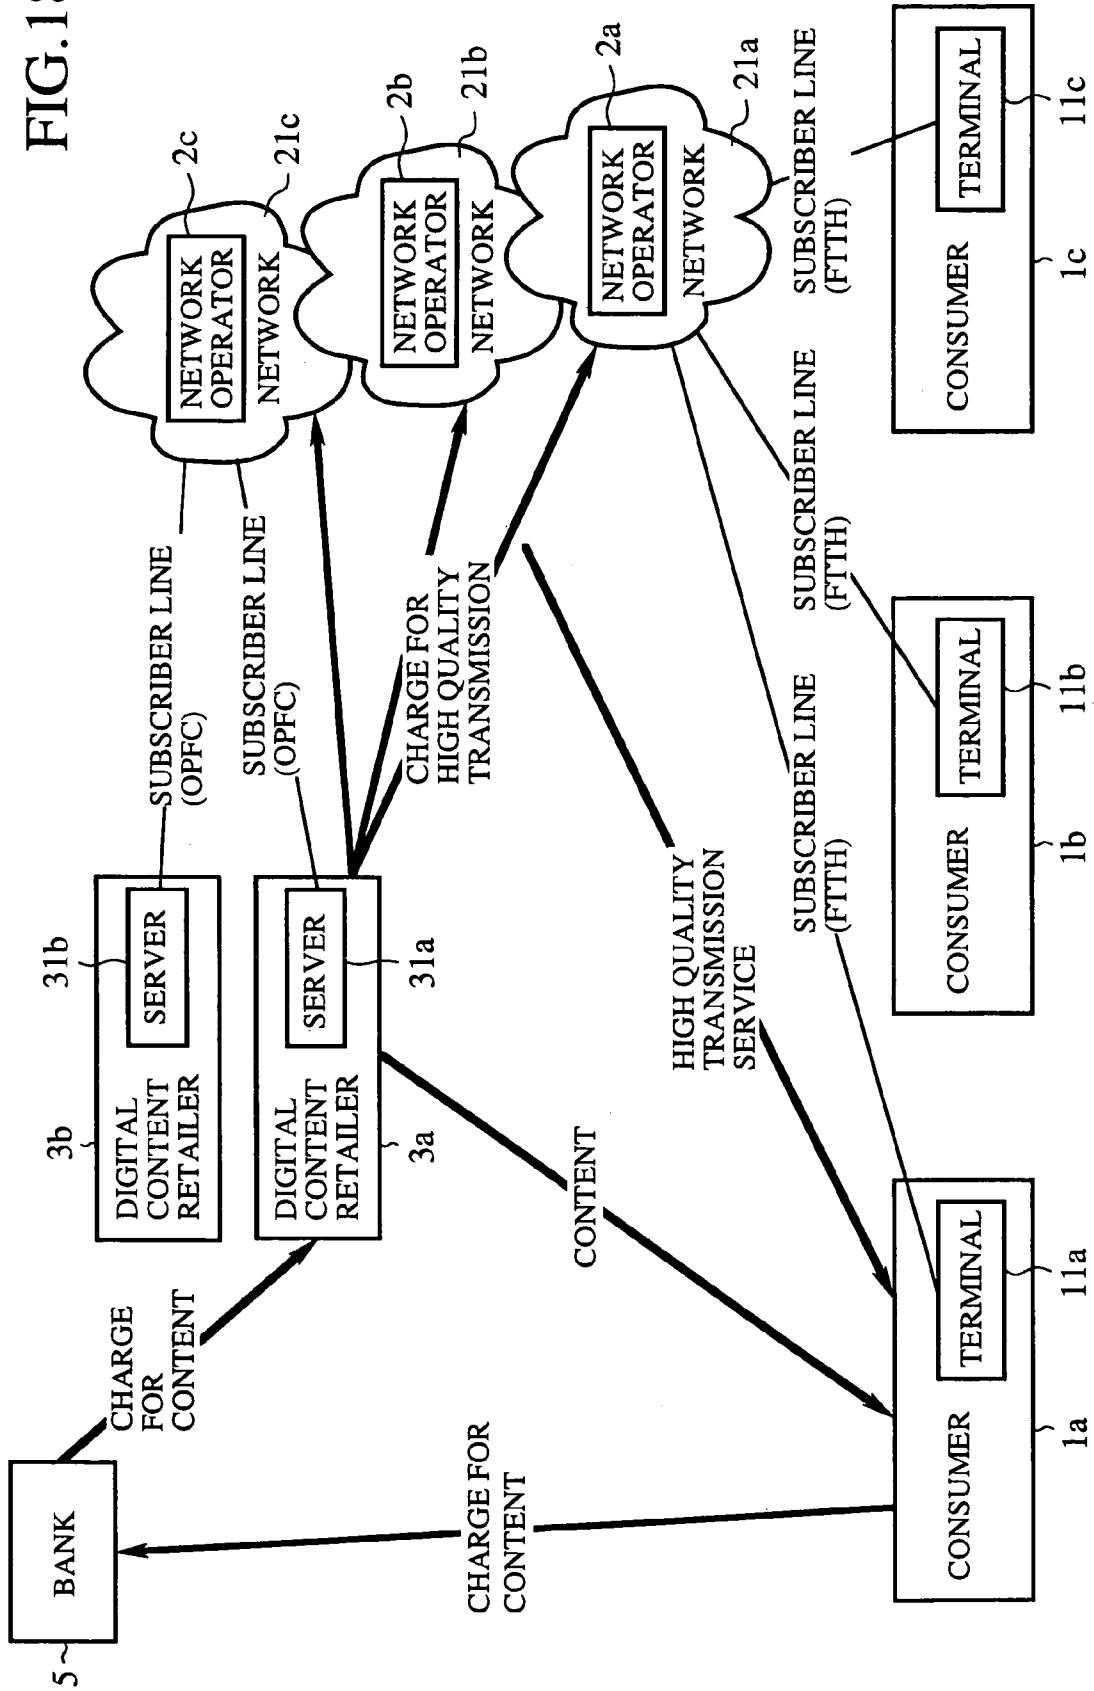 FIG.18
BANK
5
CHARGE
FOR
CONTENT
CHARGE FOR
CONTENT
3b
DIGITAL
CONTENT
RETAILER
31b
SERVER
DIGITAL
CONTENT
RETAILER
3a
SERVER
31a
SUBSCRIBER LINE
(OPFC)
SUBSCRIBER LINE
(OPFC)
NETWORK
OPERATOR
NETWORK
2c
21c
NETWORK
OPERATOR
NETWORK
2b
21b
NETWORK
OPERATOR
NETWORK
2a
21a
CHARGE FOR
HIGH QUALITY
TRANSMISSION
CONTENT
HIGH QUALITY
TRANSMISSION
SERVICE
SUBSCRIBER LINE
(FTTH)
SUBSCRIBER LINE
(FTTH)
SUBSCRIBER LINE
(FTTH)
CONSUMER
TERMINAL
1a
11a
CONSUMER
TERMINAL
1b
11b
CONSUMER
TERMINAL
1c
11c